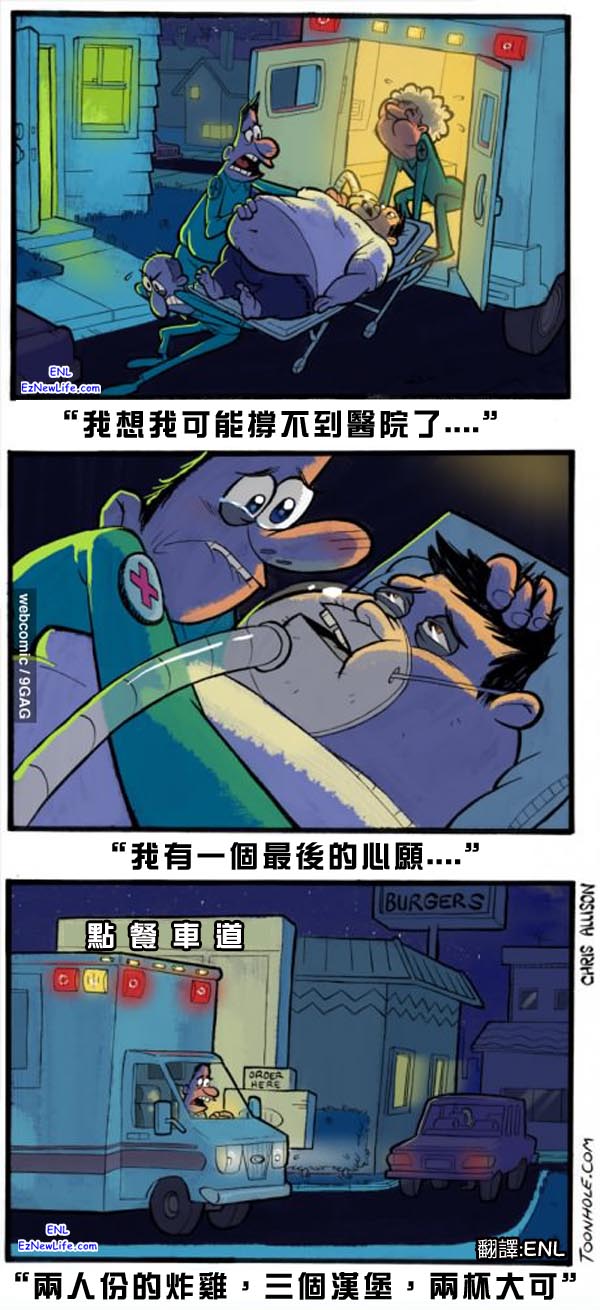 ENL
EzNewLife.com
“我想我可能撐不到醫院了....”
webcomic / 9GAG
“我有一個最後的心願....”
BURGERS
點餐車道
ORDER
HERE
CHRIS ALLISON
TOONHOLE.COM
ENL
EzNewLife.com
翻譯:ENL
“兩人份的炸雞，三個漢堡，兩杯大可”